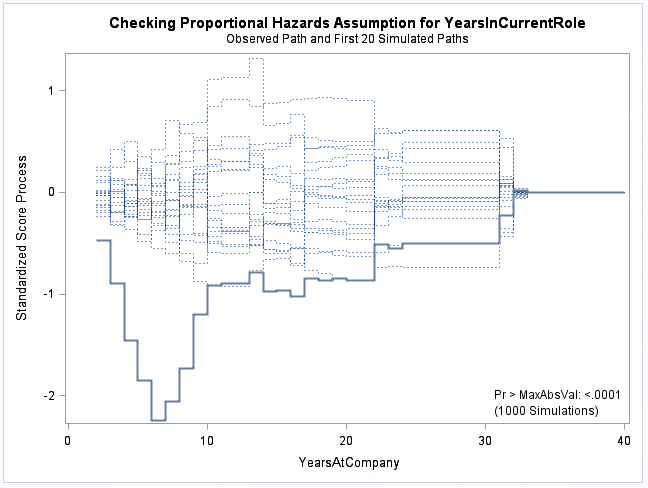 Checking Proportional Hazards Assumption for YearsInCurrentRole
Observed Path and First 20 Simulated Paths
Standardized Score Process
1
0
-1
-2
Pr > MaxAbsVal: <.0001
(1000 Simulations)
0 10 20 30 40
YearsAtCompany